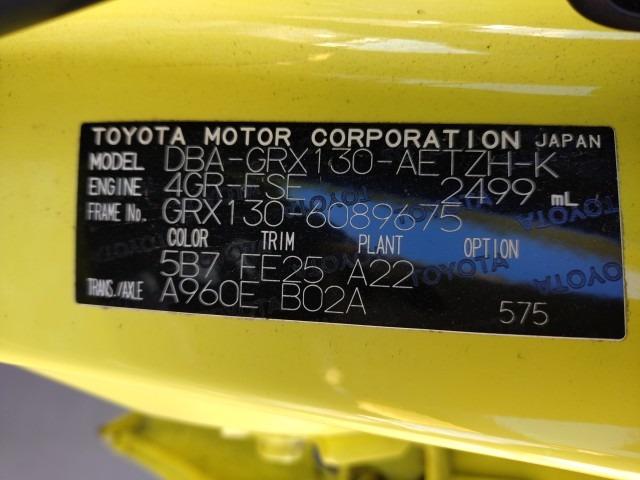 TOYOTA MOTOR CORPORATION JAPAN
MODEL DBA-GRX130-AETZH-K
ENGINE 4GR-FSE 2499 mL
FRAME No. GRX130-6089675
COLOR TRIM PLANT OPTION
5B7 FE25 A22
TRANS./AXLE A960E B02A
575